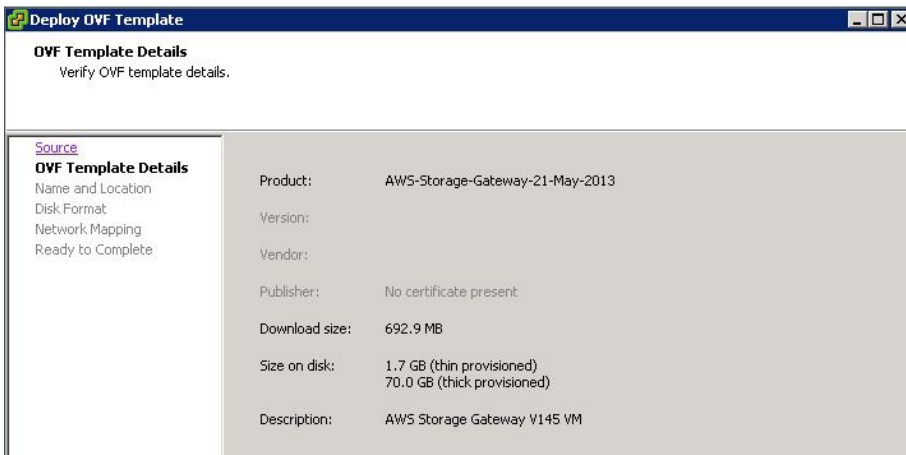 Deploy OVF Template
OVF Template Details
Verify OVF template details.
Source
OVF Template Details
Name and Location
Disk Format
Network Mapping
Ready to Complete
Product: AWS-Storage-Gateway-21-May-2013
Version:
Vendor:
Publisher: No certificate present
Download size: 692.9 MB
Size on disk: 1.7 GB (thin provisioned)
70.0 GB (thick provisioned)
Description: AWS Storage Gateway V145 VM